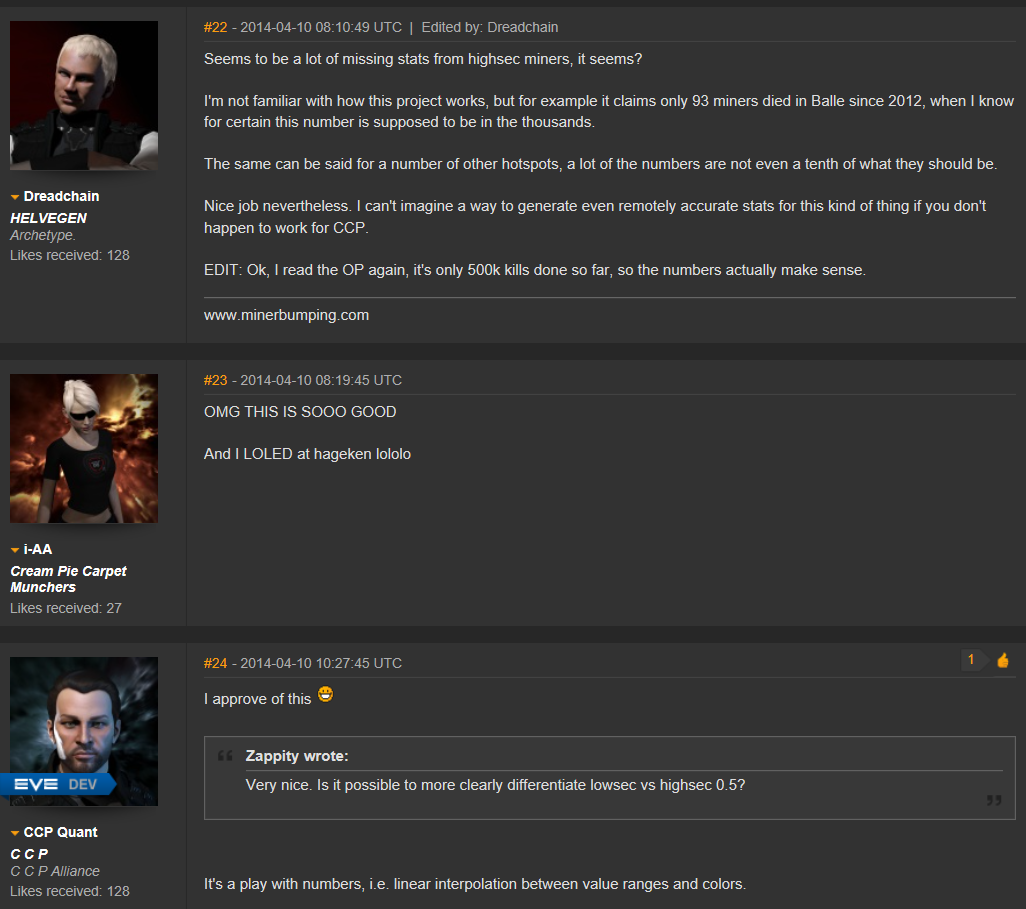 #22 - 2014-04-10 08:10:49 UTC | Edited by: Dreadchain
Seems to be a lot of missing stats from highsec miners, it seems?
I'm not familiar with how this project works, but for example it claims only 93 miners died in Balle since 2012, when I know
for certain this number is supposed to be in the thousands.
The same can be said for a number of other hotspots, a lot of the numbers are not even a tenth of what they should be.
Nice job nevertheless. I can't imagine a way to generate even remotely accurate stats for this kind of thing if you don't
happen to work for CCP.
EDIT: Ok, I read the OP again, it's only 500k kills done so far, so the numbers actually make sense.
www.minerbumping.com
Dreadchain
HELVEGEN
Archetype.
Likes received: 128
#23 - 2014-04-10 08:19:45 UTC
OMG THIS IS SOOO GOOD
And I LOLED at hageken lololo
i-AA
Cream Pie Carpet
Munchers
Likes received: 27
#24 - 2014-04-10 10:27:45 UTC
1
I approve of this
Zappity wrote:
Very nice. Is it possible to more clearly differentiate lowsec vs highsec 0.5?
It's a play with numbers, i.e. linear interpolation between value ranges and colors.
EVE DEV
CCP Quant
C C P
C C P Alliance
Likes received: 128